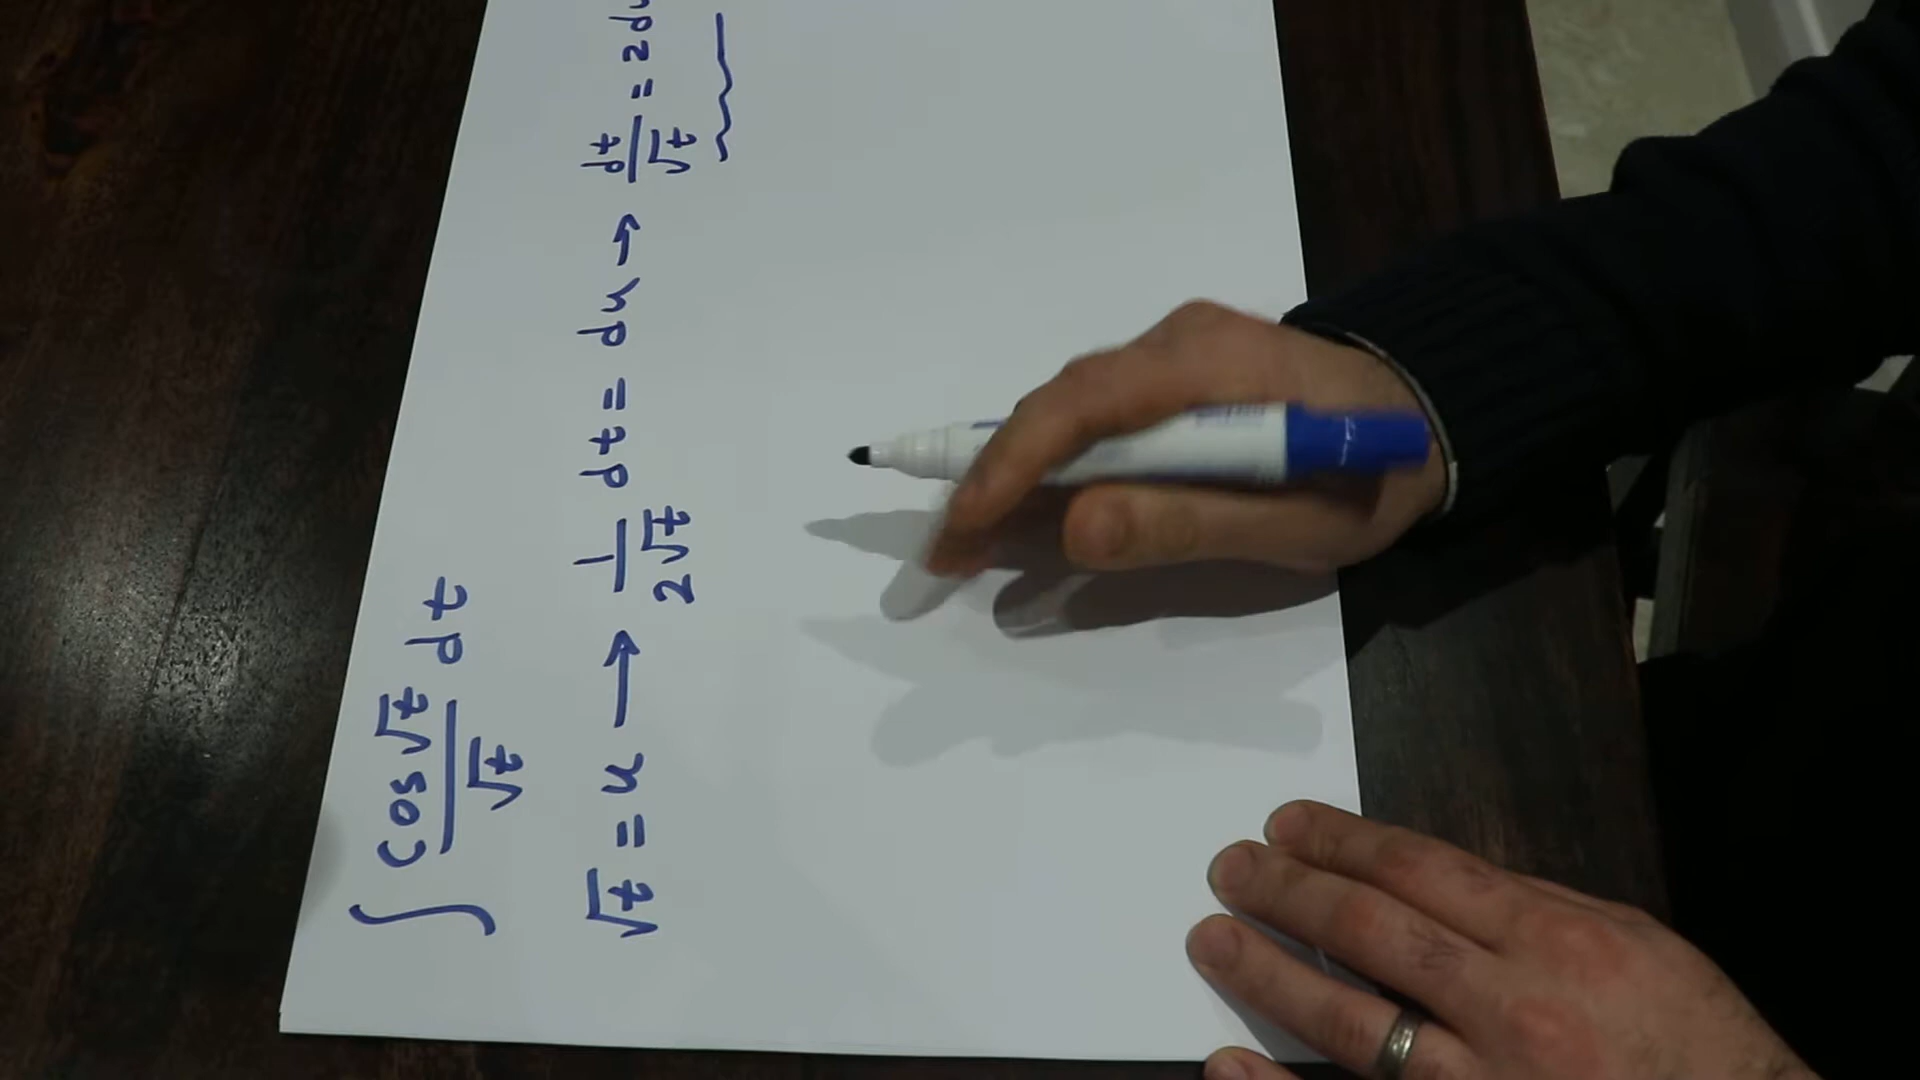 ∫ cos√t / √t dt
√t = u → 1 / 2√t dt = du → dt / √t = 2du